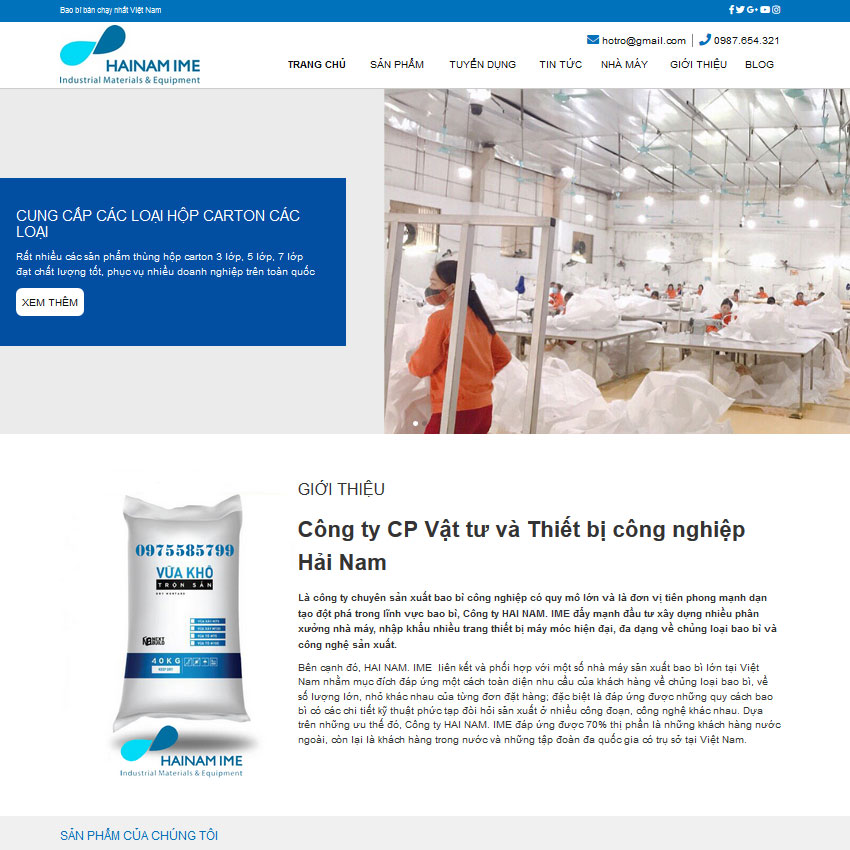 Bao bì bán chạy nhất Việt Nam
HAINAM IME
Industrial Materials & Equipment
hotro@gmail.com | 0987.654.321
TRANG CHỦ SẢN PHẨM TUYỂN DỤNG TIN TỨC NHÀ MÁY GIỚI THIỆU BLOG
CUNG CẤP CÁC LOẠI HỘP CARTON CÁC
LOẠI
Rất nhiều các sản phẩm thùng hộp carton 3 lớp, 5 lớp, 7 lớp
đạt chất lượng tốt, phục vụ nhiều doanh nghiệp trên toàn quốc
XEM THÊM
0975585799
VỮA KHÔ
TRỘN SẴN
DRY MORTARS
NEXT
BUILD
40KG
HAINAM IME
Industrial Materials & Equipment
GIỚI THIỆU
Công ty CP Vật tư và Thiết bị công nghiệp
Hải Nam
Là công ty chuyên sản xuất bao bì công nghiệp có quy mô lớn và là đơn vị tiên phong mạnh dạn
tạo đột phá trong lĩnh vực bao bì, Công ty HAI NAM. IME đẩy mạnh đầu tư xây dựng nhiều phân
xưởng nhà máy, nhập khẩu nhiều trang thiết bị máy móc hiện đại, đa dạng về chủng loại bao bì và
công nghệ sản xuất.
Bên cạnh đó, HAI NAM. IME liên kết và phối hợp với một số nhà máy sản xuất bao bì lớn tại Việt
Nam nhằm mục đích đáp ứng một cách toàn diện nhu cầu của khách hàng về chủng loại bao bì, về
số lượng lớn, nhỏ khác nhau của từng đơn đặt hàng; đặc biệt là đáp ứng được những quy cách bao
bì có các chi tiết kỹ thuật phức tạp đòi hỏi sản xuất ở nhiều công đoạn, công nghệ khác nhau. Dựa
trên những ưu thế đó, Công ty HAI NAM. IME đáp ứng được 70% thị phần là những khách hàng nước
ngoài, còn lại là khách hàng trong nước và những tập đoàn đa quốc gia có trụ sở tại Việt Nam.
SẢN PHẨM CỦA CHÚNG TÔI